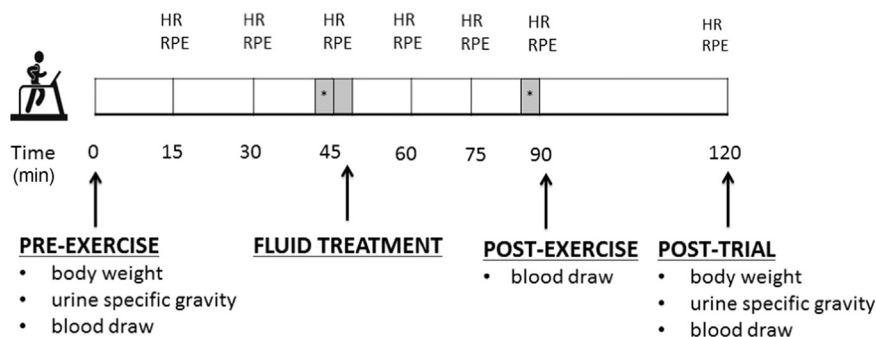 HR HR HR HR HR HR HR
RPE RPE RPE RPE RPE RPE RPE
* *
Time 0 15 30 45 60 75 90 120
(min)
PRE-EXERCISE
• body weight
• urine specific gravity
• blood draw
FLUID TREATMENT
POST-EXERCISE
• blood draw
POST-TRIAL
• body weight
• urine specific gravity
• blood draw